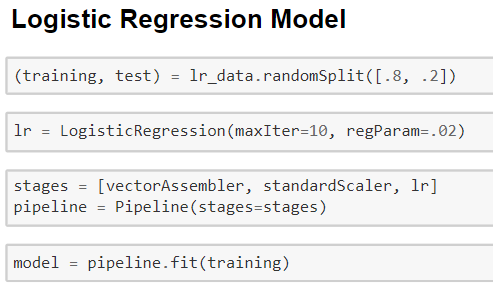 Logistic Regression Model
(training, test) = lr_data.randomSplit([.8, .2])
lr = LogisticRegression(maxIter=10, regParam=.02)
stages = [vectorAssembler, standardScaler, lr]
pipeline = Pipeline(stages=stages)
model = pipeline.fit(training)